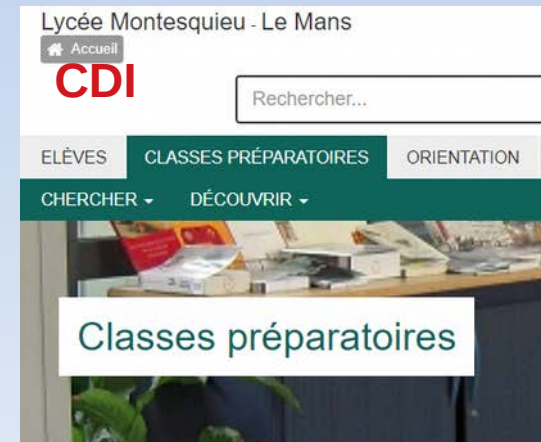 Lycée Montesquieu - Le Mans
Accueil
CDI
Rechercher...
ELÈVES CLASSES PRÉPARATOIRES ORIENTATION
CHERCHER DÉCOUVRIR
Classes préparatoires